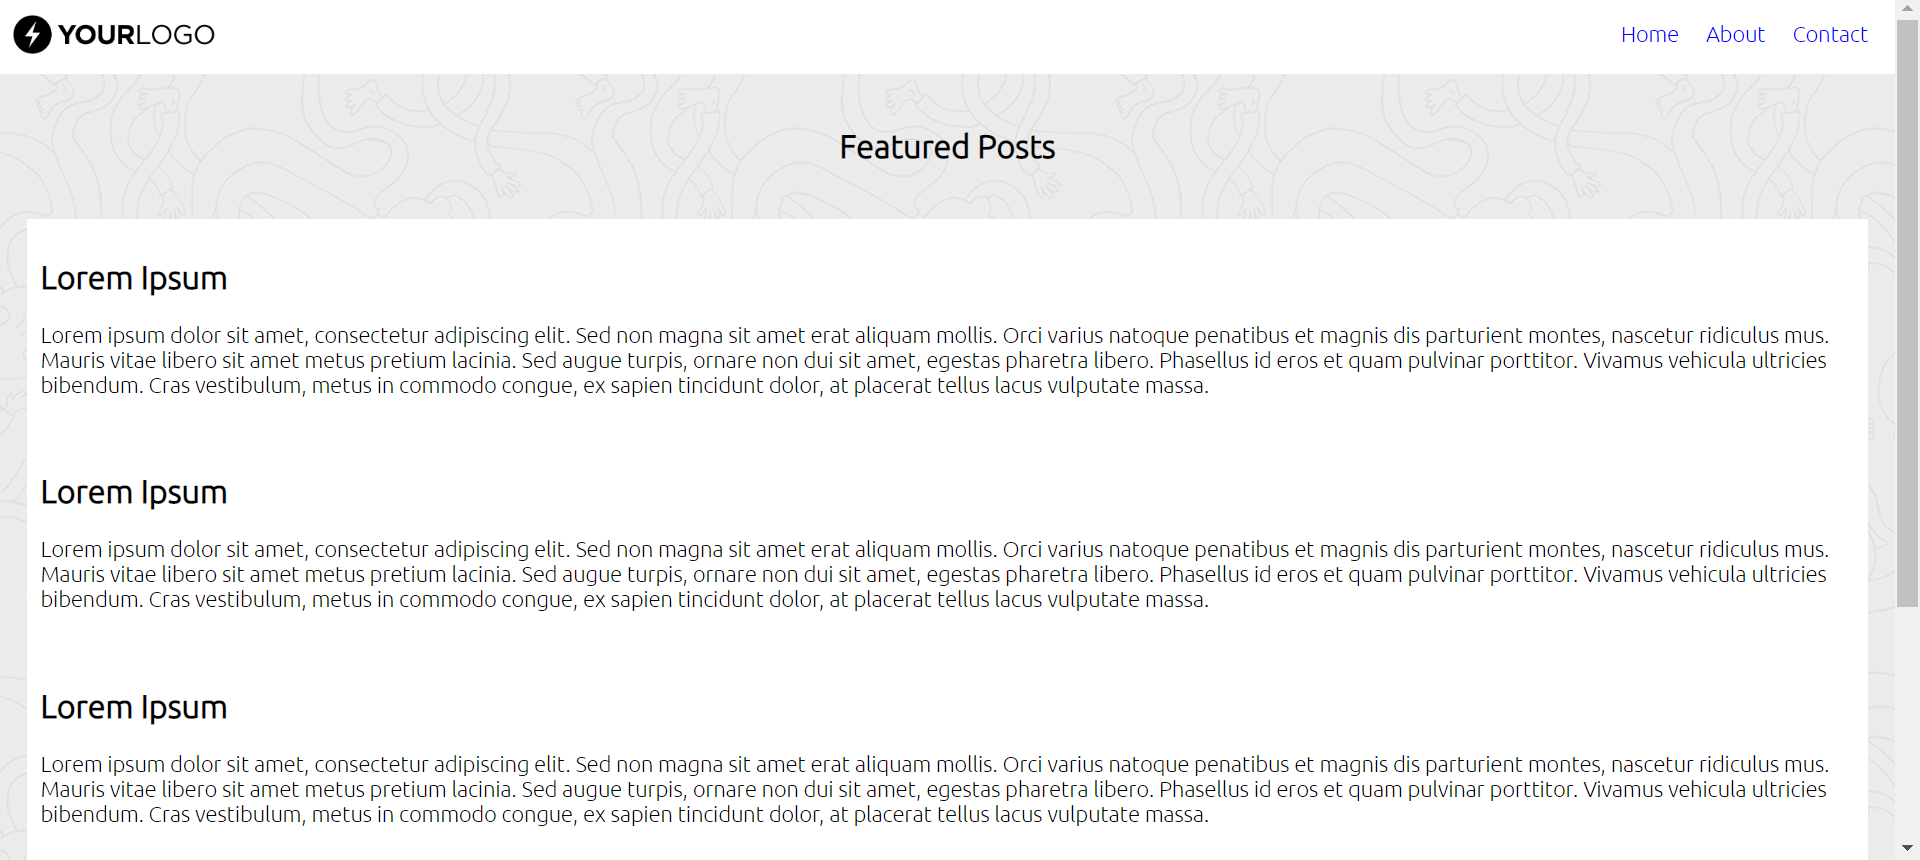 YOURLOGO
Home About Contact
Featured Posts
Lorem Ipsum
Lorem ipsum dolor sit amet, consectetur adipiscing elit. Sed non magna sit amet erat aliquam mollis. Orci varius natoque penatibus et magnis dis parturient montes, nascetur ridiculus mus.
Mauris vitae libero sit amet metus pretium lacinia. Sed augue turpis, ornare non dui sit amet, egestas pharetra libero. Phasellus id eros et quam pulvinar porttitor. Vivamus vehicula ultricies
bibendum. Cras vestibulum, metus in commodo congue, ex sapien tincidunt dolor, at placerat tellus lacus vulputate massa.
Lorem Ipsum
Lorem ipsum dolor sit amet, consectetur adipiscing elit. Sed non magna sit amet erat aliquam mollis. Orci varius natoque penatibus et magnis dis parturient montes, nascetur ridiculus mus.
Mauris vitae libero sit amet metus pretium lacinia. Sed augue turpis, ornare non dui sit amet, egestas pharetra libero. Phasellus id eros et quam pulvinar porttitor. Vivamus vehicula ultricies
bibendum. Cras vestibulum, metus in commodo congue, ex sapien tincidunt dolor, at placerat tellus lacus vulputate massa.
Lorem Ipsum
Lorem ipsum dolor sit amet, consectetur adipiscing elit. Sed non magna sit amet erat aliquam mollis. Orci varius natoque penatibus et magnis dis parturient montes, nascetur ridiculus mus.
Mauris vitae libero sit amet metus pretium lacinia. Sed augue turpis, ornare non dui sit amet, egestas pharetra libero. Phasellus id eros et quam pulvinar porttitor. Vivamus vehicula ultricies
bibendum. Cras vestibulum, metus in commodo congue, ex sapien tincidunt dolor, at placerat tellus lacus vulputate massa.